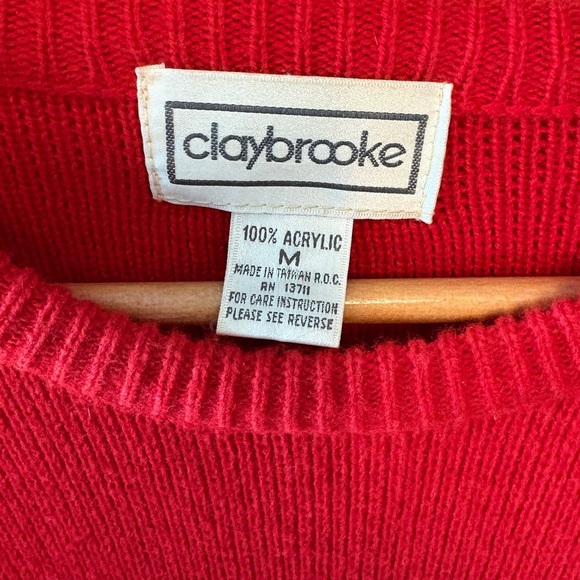 claybrooke
100% ACRYLIC
M
MADE IN TAIWAN R.O.C.
RN 13711
FOR CARE INSTRUCTION
PLEASE SEE REVERSE